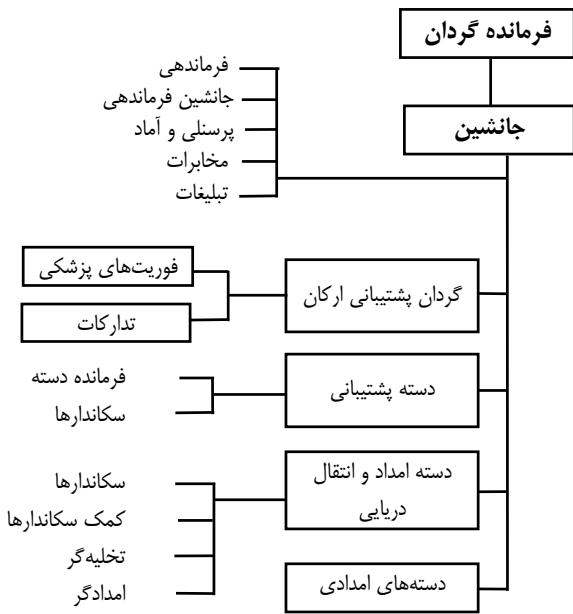 فرمانده گردان
جانشین
فرماندهی
جانشین فرماندهی
پرسنلی و آماد
مخابرات
تبلیغات
گردان پشتیبانی ارکان
فوریت‌های پزشکی
تدارکات
دسته پشتیبانی
فرمانده دسته
سکاندارها
دسته امداد و انتقال
دریایی
سکاندارها
کمک سکاندارها
تخلیه‌گر
امدادگر
دسته‌های امدادی